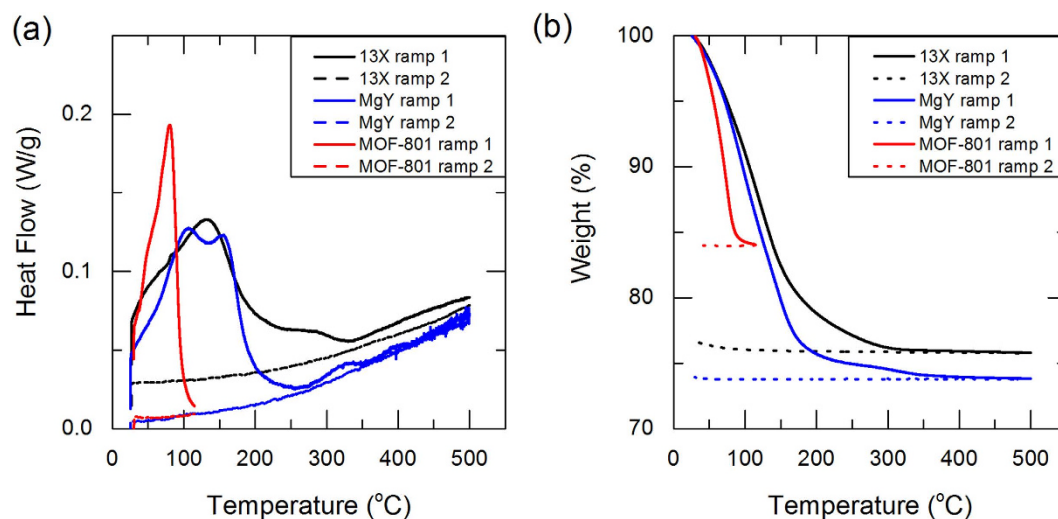 (a)
13X ramp 1
13X ramp 2
MgY ramp 1
MgY ramp 2
MOF-801 ramp 1
MOF-801 ramp 2
0.2
0.1
0.0
Heat Flow (W/g)
0 100 200 300 400 500
Temperature (°C)
(b)
13X ramp 1
13X ramp 2
MgY ramp 1
MgY ramp 2
MOF-801 ramp 1
MOF-801 ramp 2
100
90
80
70
Weight (%)
0 100 200 300 400 500
Temperature (°C)